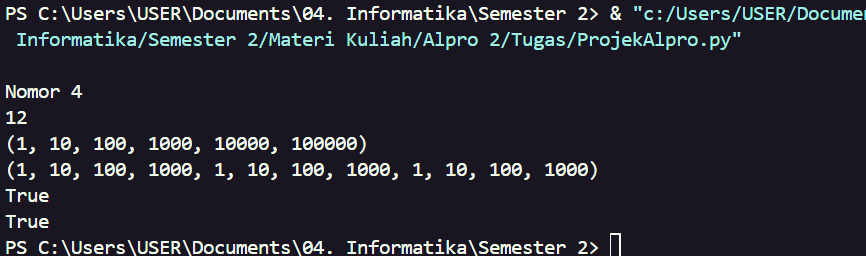 PS C:\Users\USER\Documents\04. Informatika\Semester 2> & "c:/Users/USER/Docume
Informatika/Semester 2/Materi Kuliah/Alpro 2/Tugas/ProjekAlpro.py"
Nomor 4
12
(1, 10, 100, 1000, 10000, 100000)
(1, 10, 100, 1000, 1, 10, 100, 1000, 1, 10, 100, 1000)
True
True
PS C:\Users\USER\Documents\04. Informatika\Semester 2>